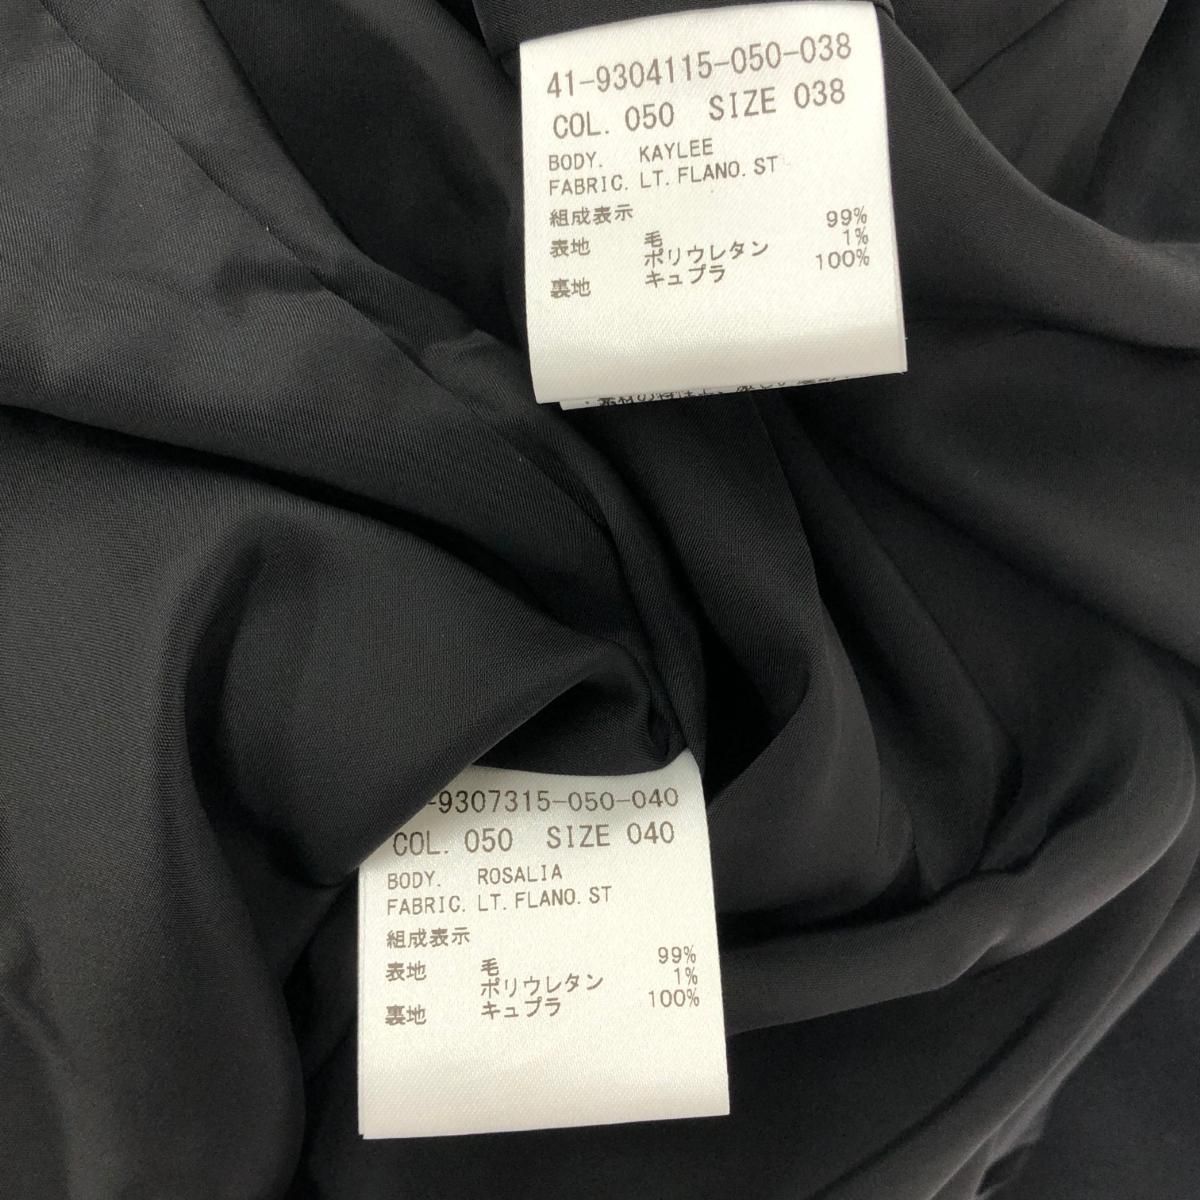 41-9304115-050-038
COL. 050 SIZE 038
BODY. KAYLEE
FABRIC. LT. FLANO. ST
組成表示
表地 毛 99%
ポリウレタン 1%
裏地 キュプラ 100%
-9307315-050-040
COL. 050 SIZE 040
BODY. ROSALIA
FABRIC. LT. FLANO. ST
組成表示
表地 毛 99%
ポリウレタン 1%
裏地 キュプラ 100%